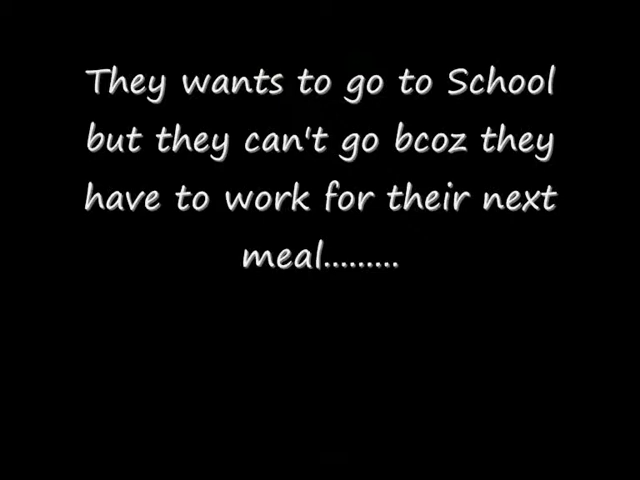 They wants to go to School
but they can't go bcoz they
have to work for their next
meal.........